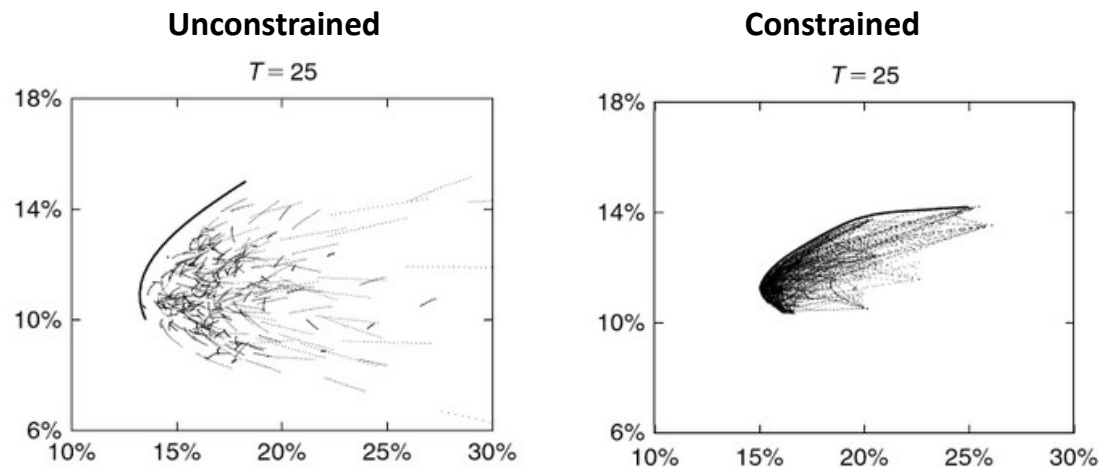 Unconstrained
T = 25
18%
14%
10%
6%
10% 15% 20% 25% 30%
Constrained
T = 25
18%
14%
10%
6%
10% 15% 20% 25% 30%